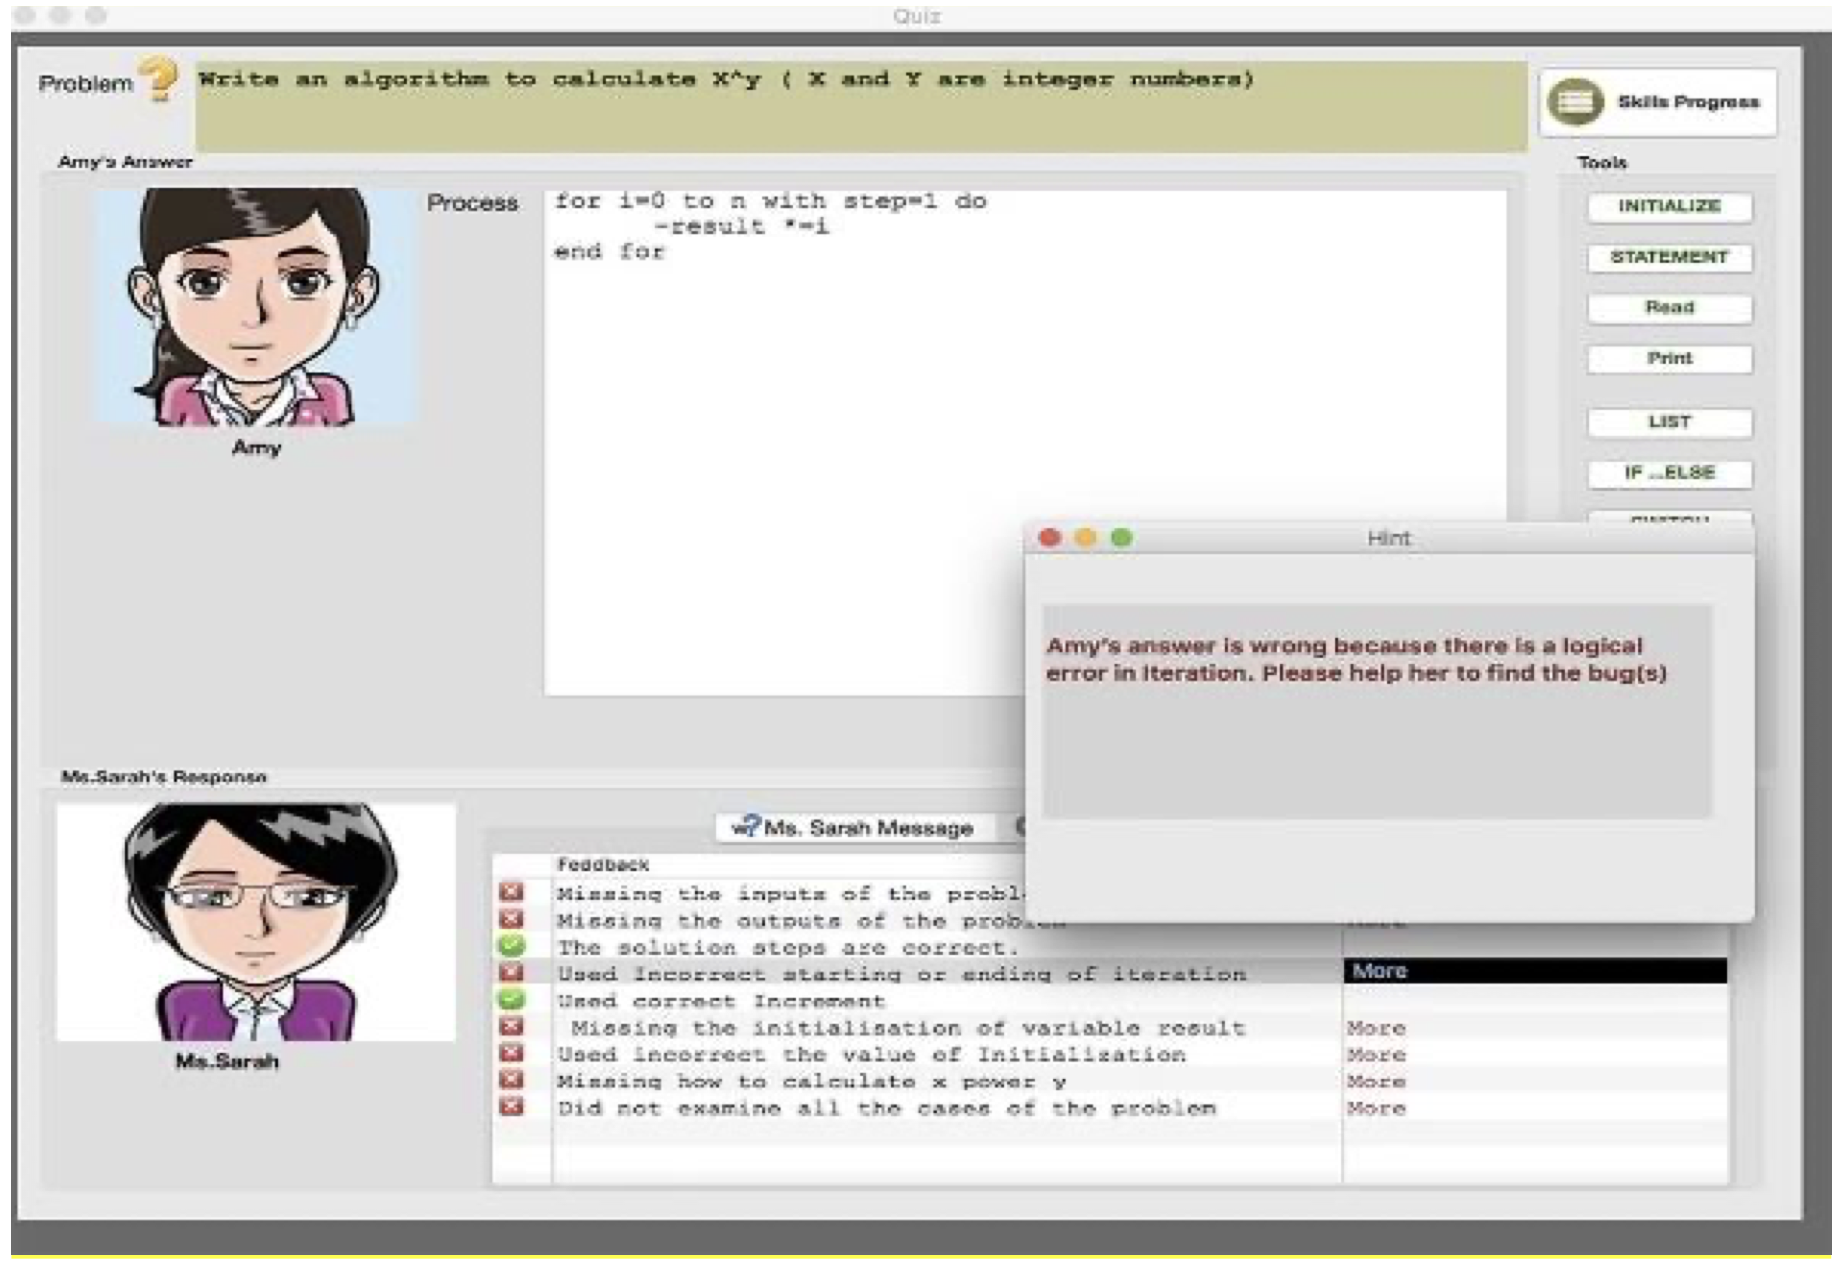 Quiz
Problem
Write an algorithm to calculate X^y ( X and Y are integer numbers)
Skills Progress
Amy's Answer
Tools
Process
for i=0 to n with step=1 do
-result *=i
end for
Amy
INITIALIZE
STATEMENT
Read
Print
LIST
IF ...ELSE
Hint
Amy's answer is wrong because there is a logical
error in Iteration. Please help her to find the bug(s)
Ms.Sarah's Response
Ms. Sarah Message
Ms.Sarah
Feddback
Missing the inputs of the probl
Missing the outputs of the problem
The solution steps are correct.
Used Incorrect starting or ending of iteration More
Used correct Increment
Missing the initialisation of variable result More
Used incorrect the value of Initialization More
Missing how to calculate x power y More
Did not examine all the cases of the problem More